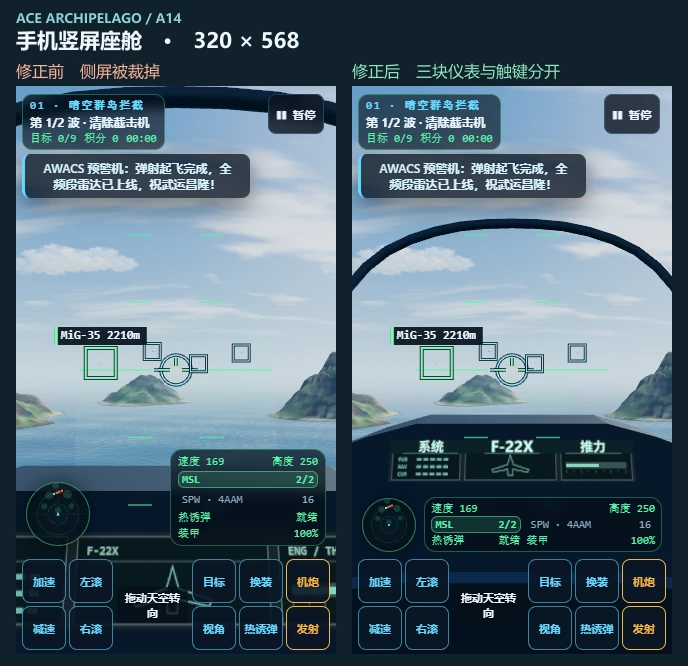 ACE ARCHIPELAGO / A14
手机竖屏座舱 • 320 × 568
修正前 侧屏被裁掉
01 · 晴空群岛拦截
第 1/2 波 · 清除截击机
目标 0/9 积分 0 00:00
暂停
AWACS 预警机：弹射起飞完成，全
频段雷达已上线，祝武运昌隆！
MiG-35 2210m
速度 169 高度 250
MSL 2/2
SPW · 4AAM 16
热诱弹 就绪
装甲 100%
F-22X
ENG / TH
加速 左滚 目标 换装 机炮
拖动天空转
向
减速 右滚 视角 热诱弹 发射
修正后 三块仪表与触键分开
01 · 晴空群岛拦截
第 1/2 波 · 清除截击机
目标 0/9 积分 0 00:00
暂停
AWACS 预警机：弹射起飞完成，全
频段雷达已上线，祝武运昌隆！
MiG-35 2210m
系统 F-22X 推力
PWR
NAV
COM
速度 169 高度 250
MSL 2/2 SPW · 4AAM 16
热诱弹 就绪 装甲 100%
加速 左滚 目标 换装 机炮
拖动天空转
向
减速 右滚 视角 热诱弹 发射